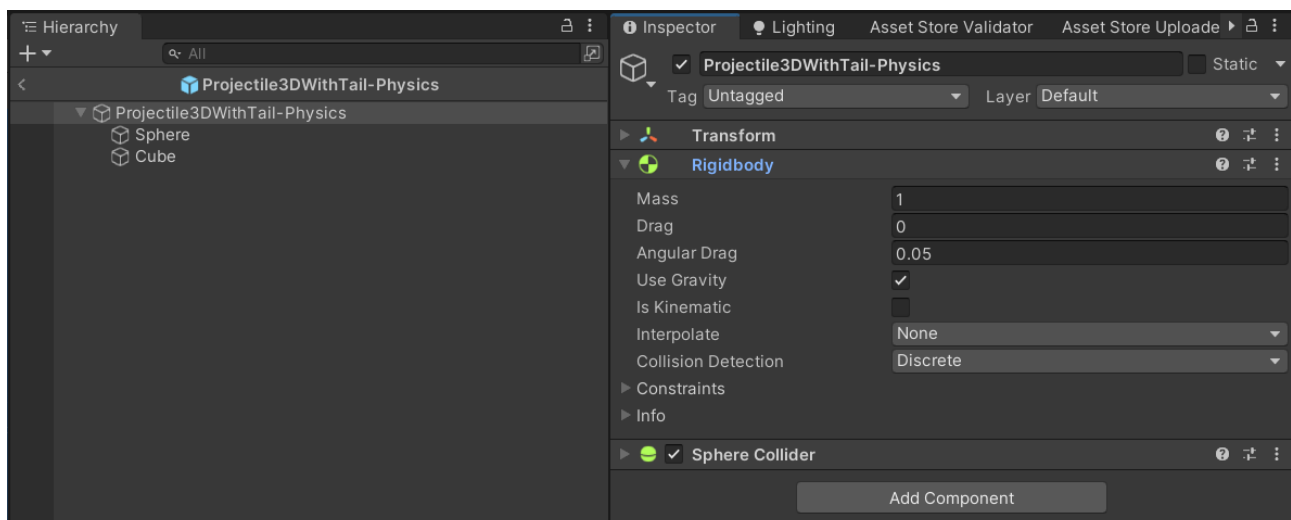 Hierarchy
All
Projectile3DWithTail-Physics
Projectile3DWithTail-Physics
Sphere
Cube
Inspector Lighting Asset Store Validator Asset Store Uploade
Projectile3DWithTail-Physics Static
Tag Untagged Layer Default
Transform
Rigidbody
Mass 1
Drag 0
Angular Drag 0.05
Use Gravity
Is Kinematic
Interpolate None
Collision Detection Discrete
Constraints
Info
Sphere Collider
Add Component